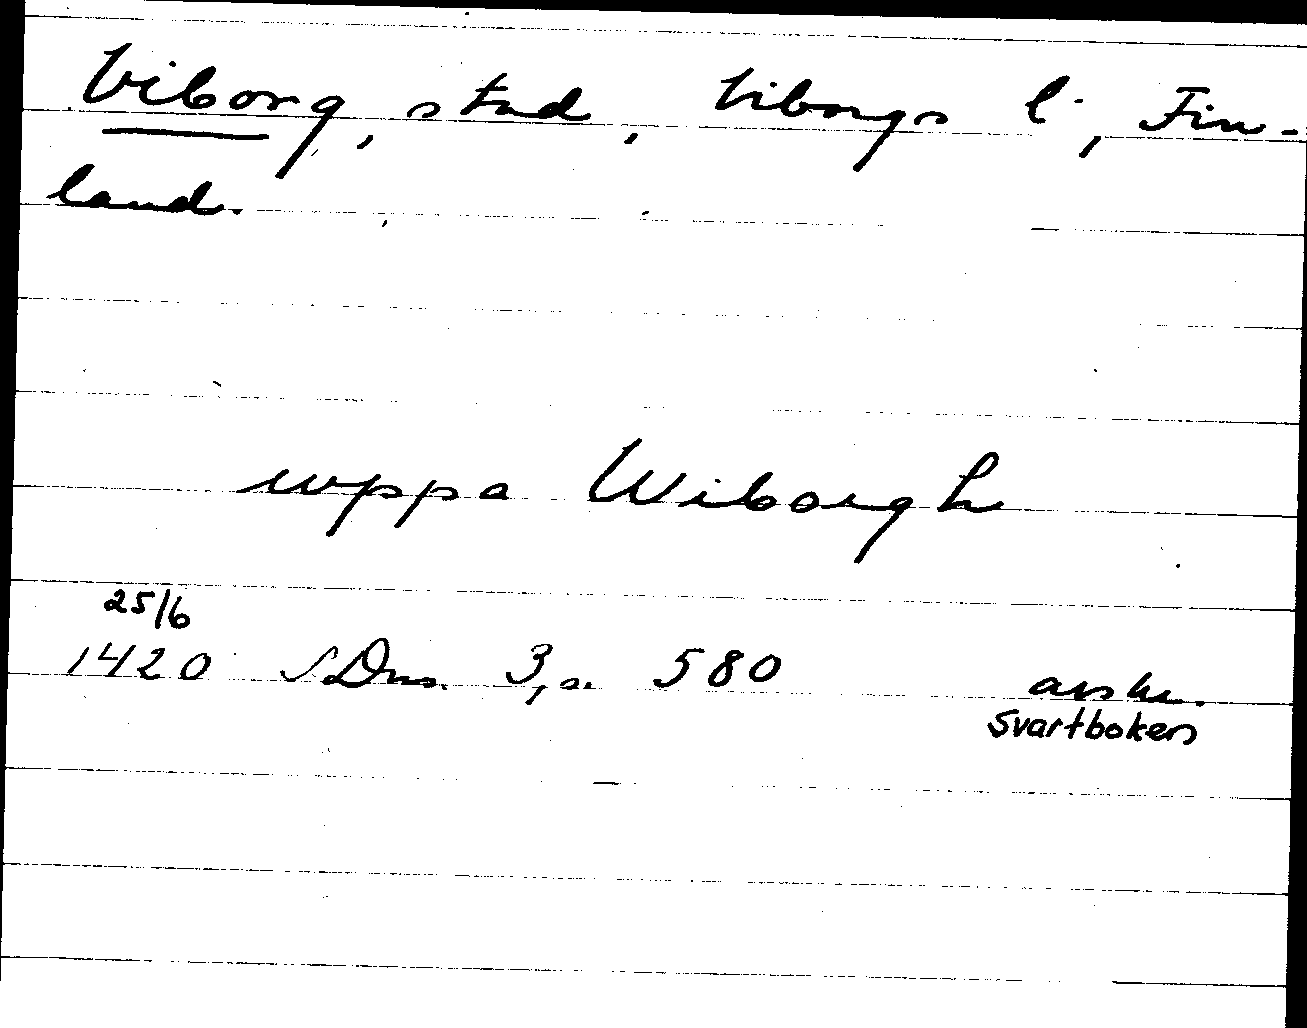 Viborg, stad, Viborgs l., Fin-
land.
uppa Wiborgh
25/6
1420 SDns. 3, s. 580 avskr.
Svartboken